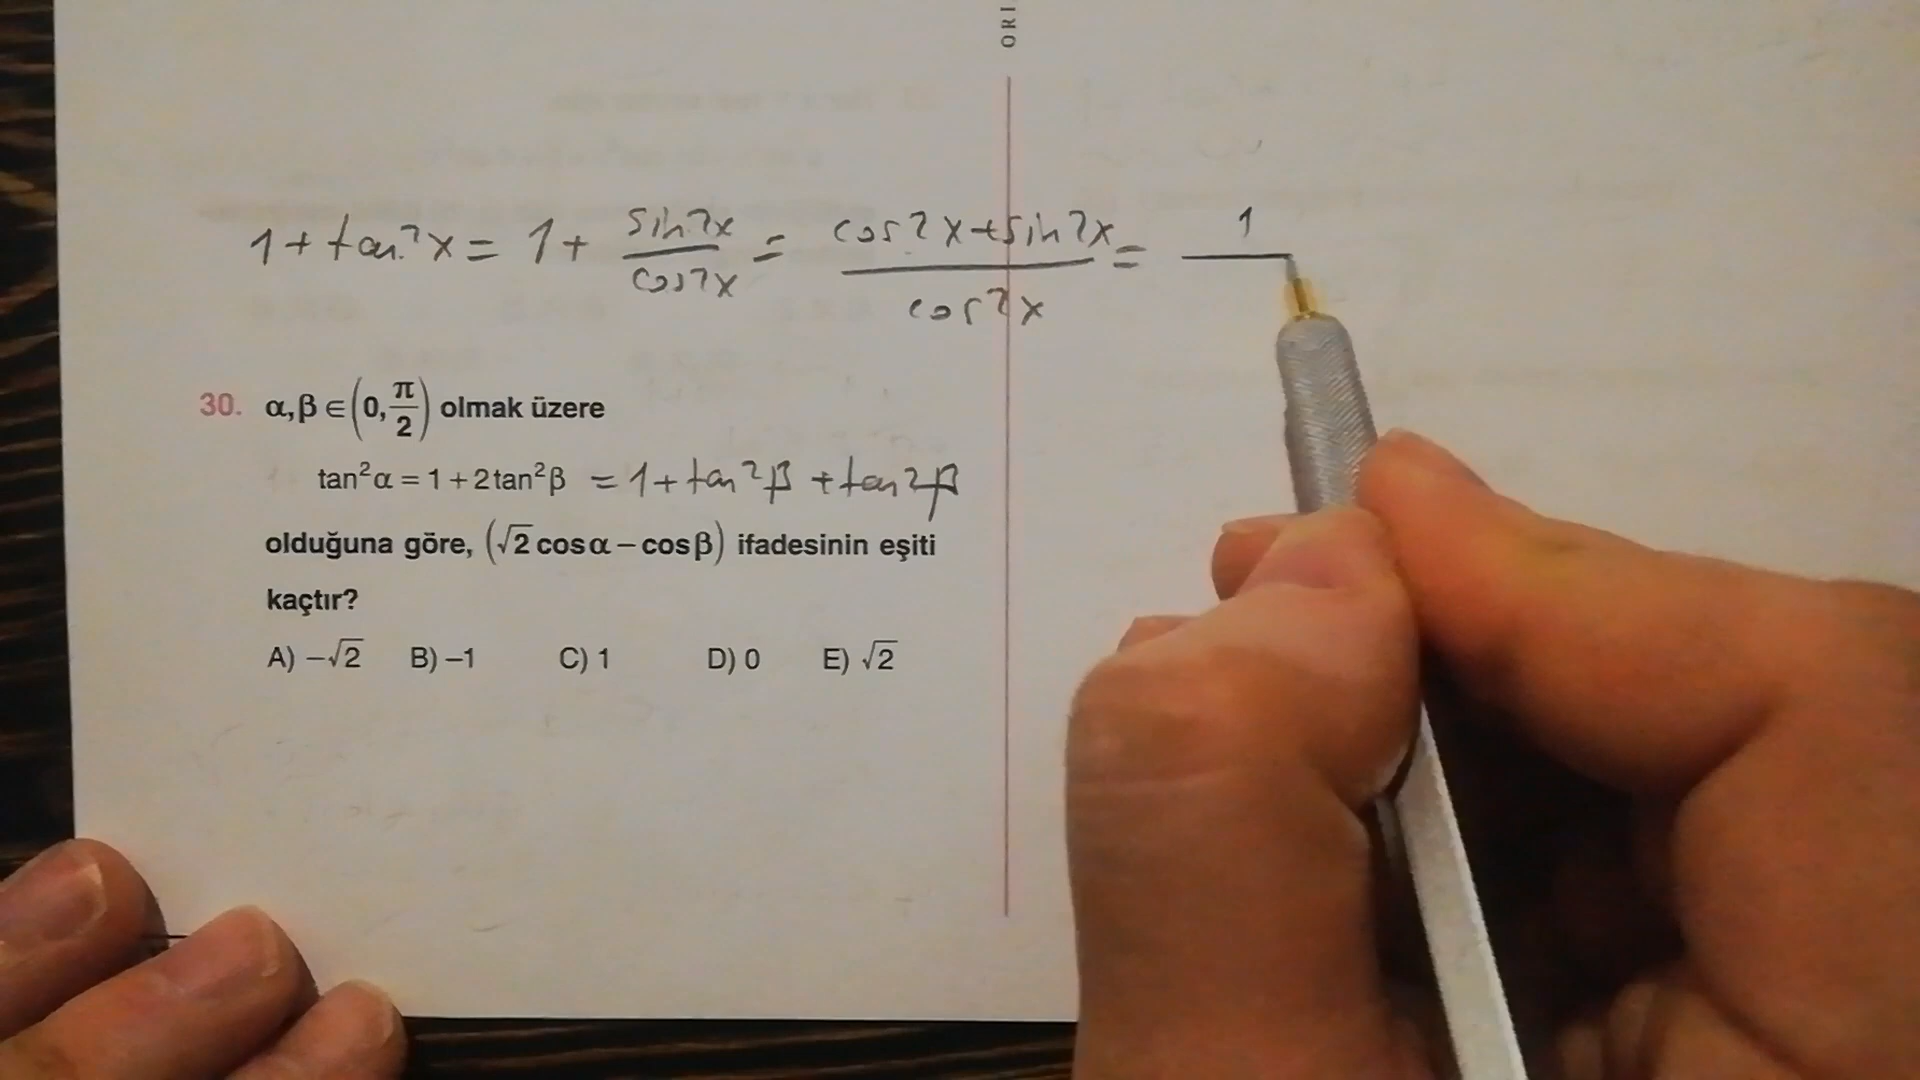 ORI
1 + tan²x = 1 + sin²x/cos²x = cos²x + sin²x/cos²x = 1/
30. α,β ∈ (0, π/2) olmak üzere
tan²α = 1 + 2tan²β = 1 + tan²β + tan²β
olduğuna göre, (√2 cosα – cosβ) ifadesinin eşiti
kaçtır?
A) –√2 B) –1 C) 1 D) 0 E) √2